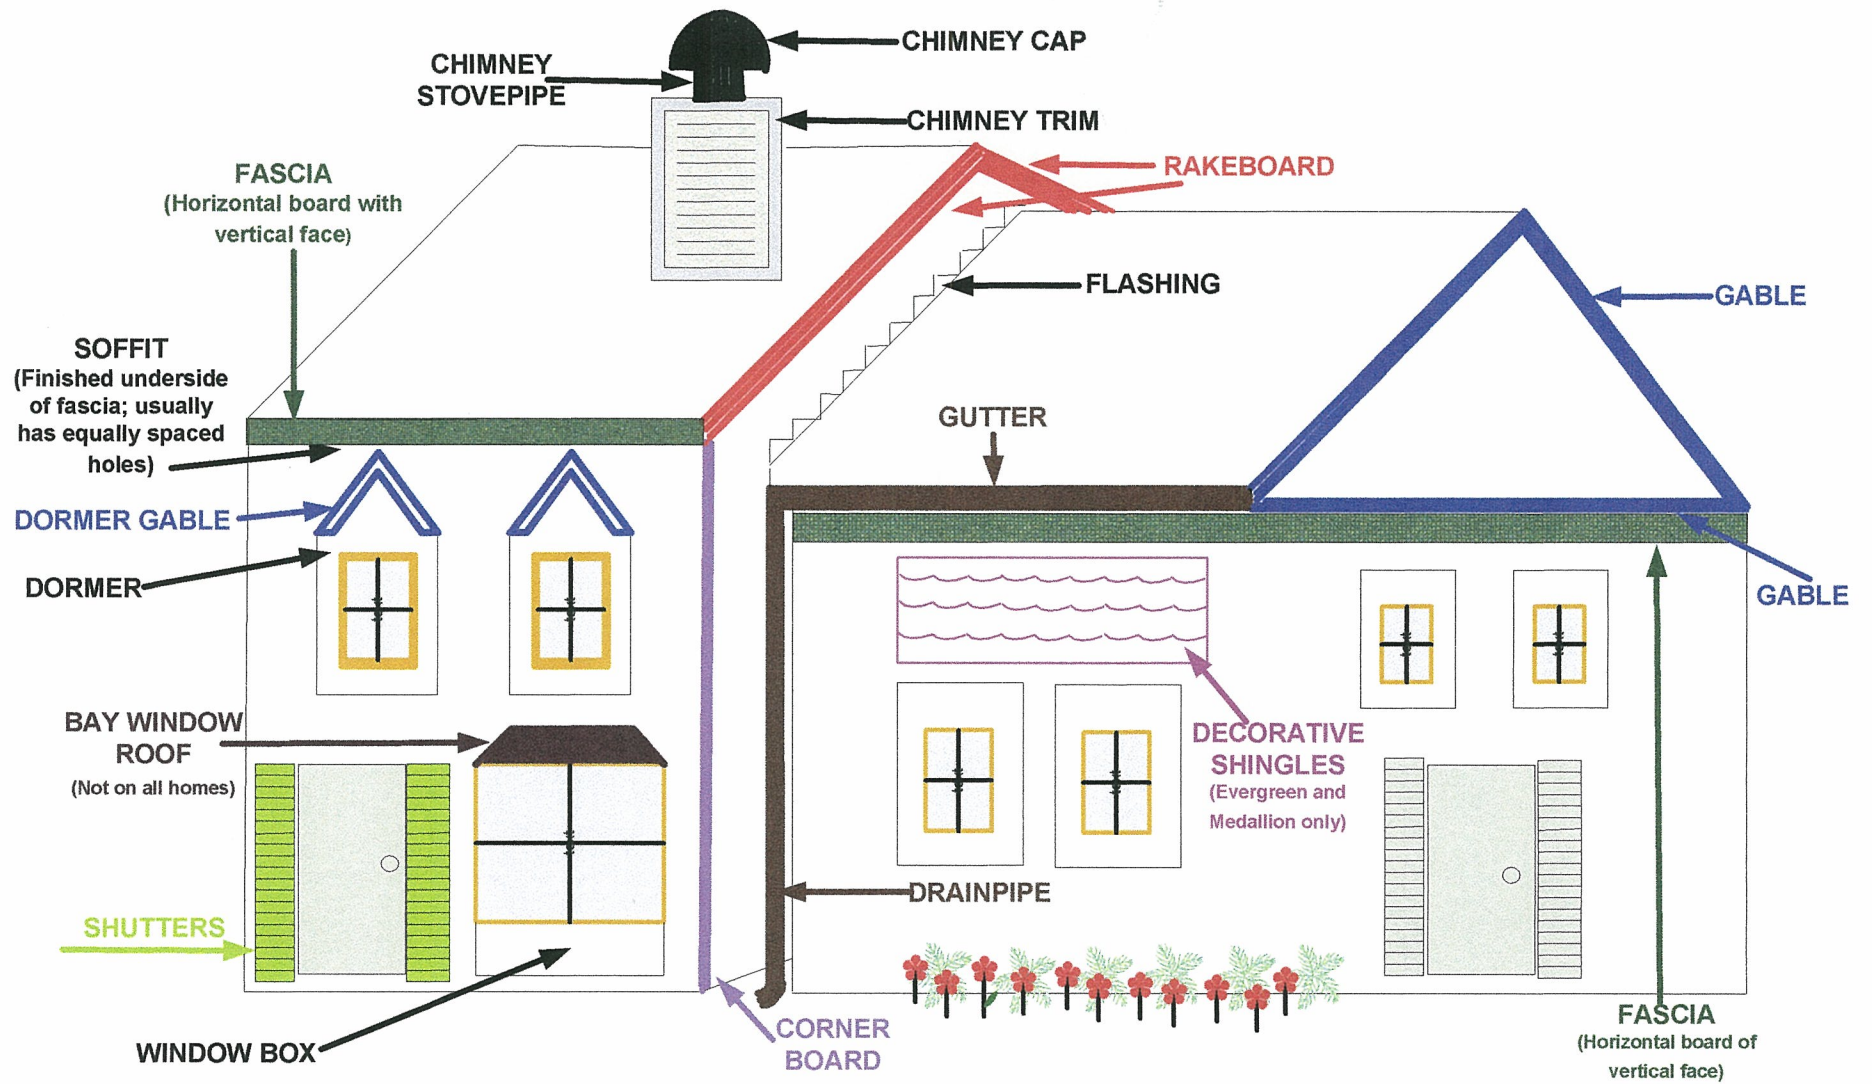 CHIMNEY CAP
CHIMNEY
STOVEPIPE
CHIMNEY TRIM
RAKEBOARD
FASCIA
(Horizontal board with
vertical face)
FLASHING
GABLE
SOFFIT
(Finished underside
of fascia; usually
has equally spaced
holes)
GUTTER
DORMER GABLE
DORMER
GABLE
BAY WINDOW
ROOF
(Not on all homes)
DECORATIVE
SHINGLES
(Evergreen and
Medallion only)
DRAINPIPE
SHUTTERS
WINDOW BOX
CORNER
BOARD
FASCIA
(Horizontal board of
vertical face)